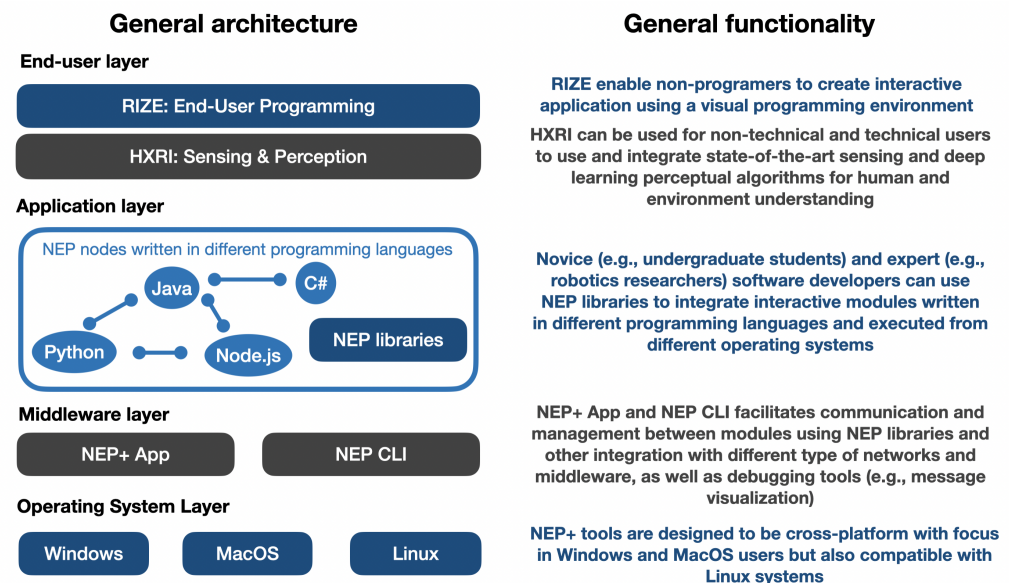 General architecture
End-user layer
RIZE: End-User Programming
HXRI: Sensing & Perception
Application layer
NEP nodes written in different programming languages
Java
C#
Python
Node.js
NEP libraries
Middleware layer
NEP+ App
NEP CLI
Operating System Layer
Windows
MacOS
Linux
General functionality
RIZE enable non-programers to create interactive
application using a visual programming environment
HXRI can be used for non-technical and technical users
to use and integrate state-of-the-art sensing and deep
learning perceptual algorithms for human and
environment understanding
Novice (e.g., undergraduate students) and expert (e.g.,
robotics researchers) software developers can use
NEP libraries to integrate interactive modules written
in different programming languages and executed from
different operating systems
NEP+ App and NEP CLI facilitates communication and
management between modules using NEP libraries and
other integration with different type of networks and
middleware, as well as debugging tools (e.g., message
visualization)
NEP+ tools are designed to be cross-platform with focus
in Windows and MacOS users but also compatible with
Linux systems